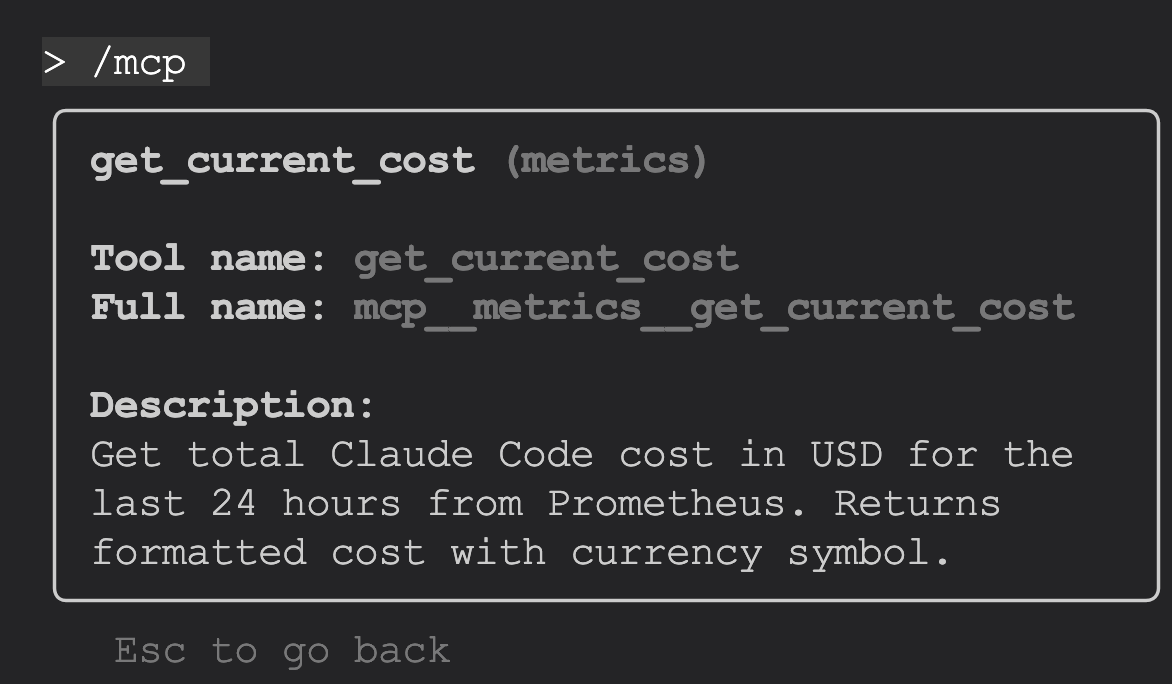 > /mcp
get_current_cost (metrics)
Tool name: get_current_cost
Full name: mcp__metrics__get_current_cost
Description:
Get total Claude Code cost in USD for the
last 24 hours from Prometheus. Returns
formatted cost with currency symbol.
Esc to go back